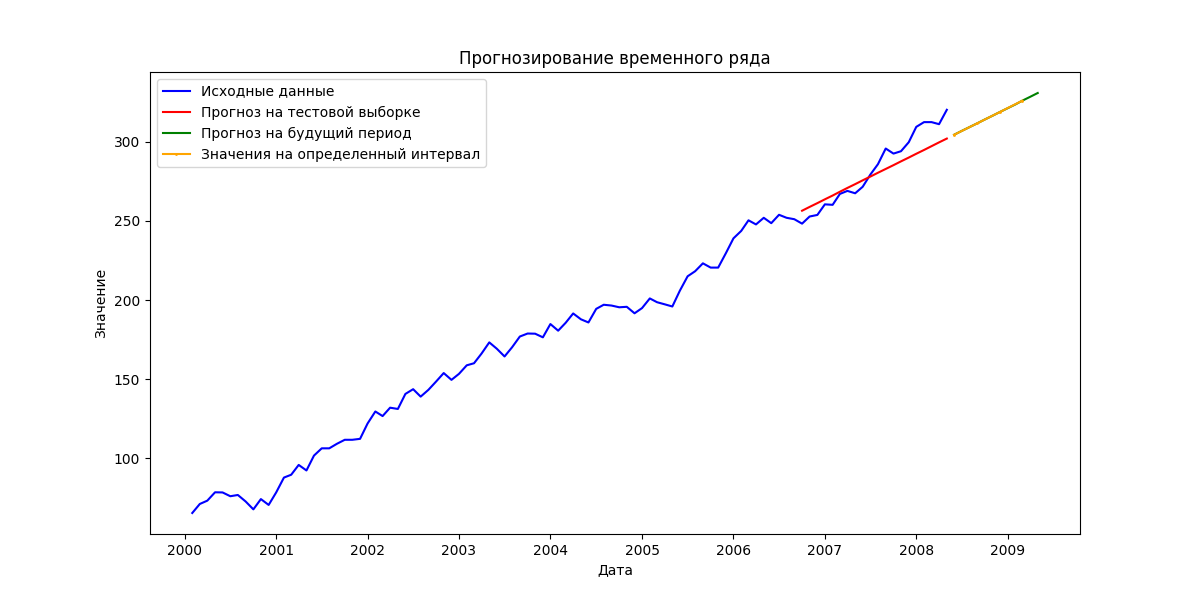 Прогнозирование временного ряда
Исходные данные
Прогноз на тестовой выборке
Прогноз на будущий период
Значения на определенный интервал
Значение
300
250
200
150
100
2000 2001 2002 2003 2004 2005 2006 2007 2008 2009
Дата